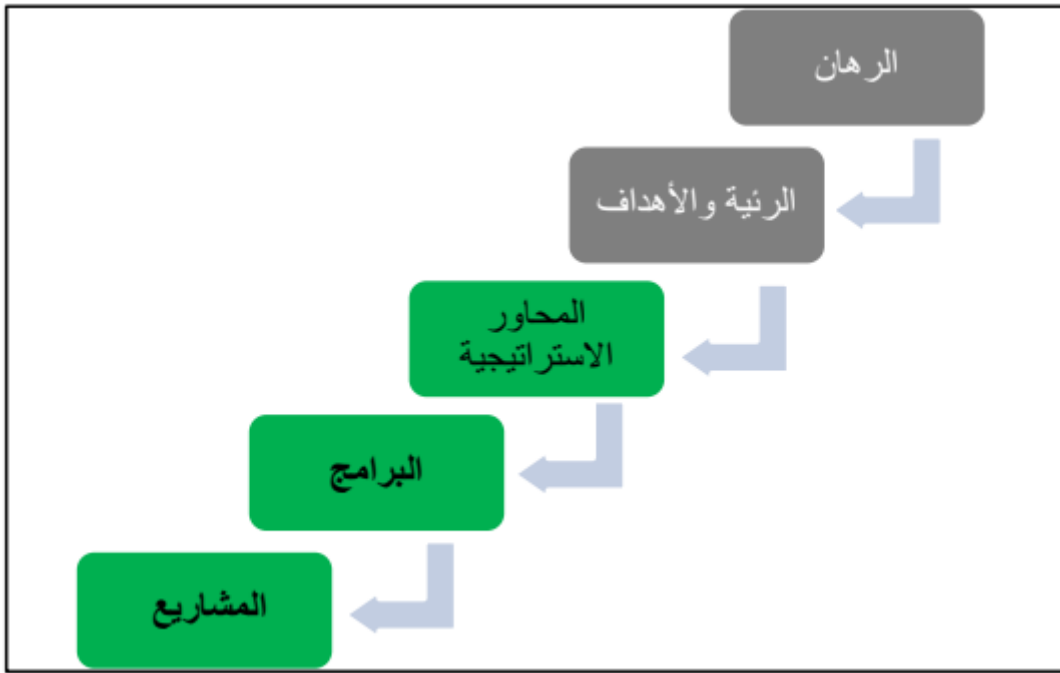 الرهان
الرئية والأهداف
المحاور
الاستراتيجية
البرامج
المشاريع